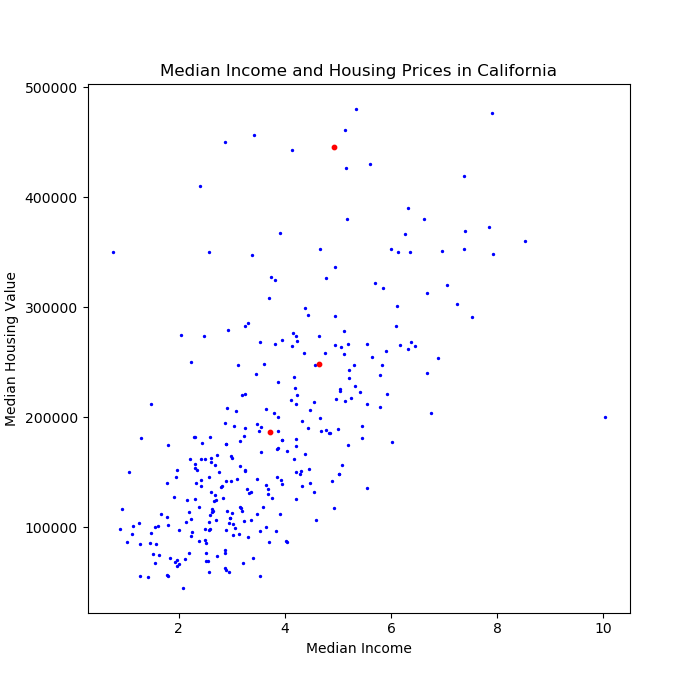 Median Income and Housing Prices in California
500000
400000
300000
200000
100000
Median Housing Value
2 4 6 8 10
Median Income